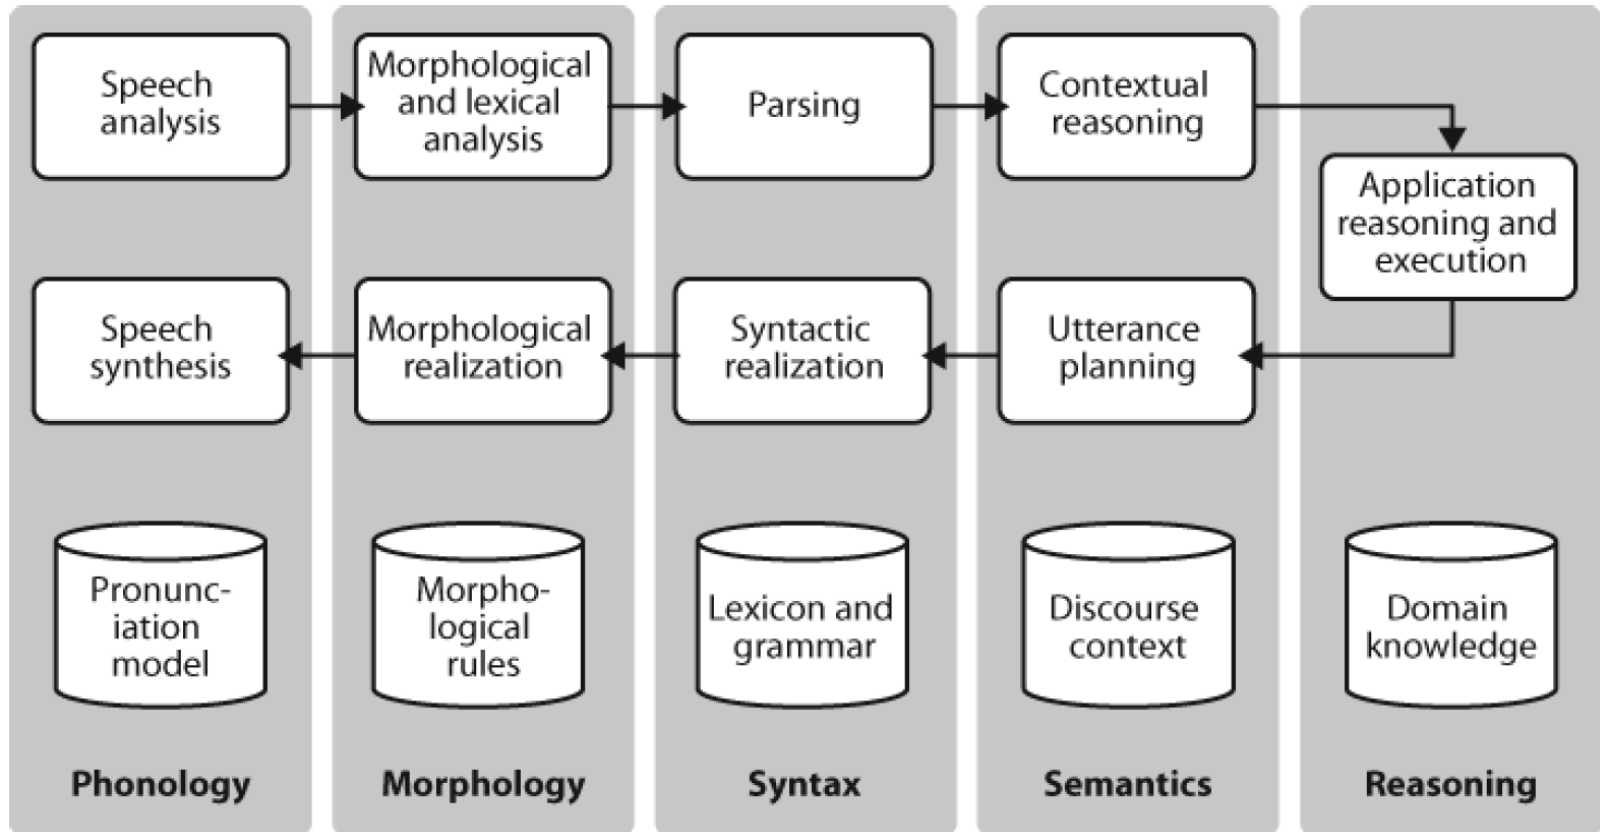 Speech
analysis
Morphological
and lexical
analysis
Parsing
Contextual
reasoning
Application
reasoning and
execution
Speech
synthesis
Morphological
realization
Syntactic
realization
Utterance
planning
Pronunc-
iation
model
Morpho-
logical
rules
Lexicon and
grammar
Discourse
context
Domain
knowledge
Phonology
Morphology
Syntax
Semantics
Reasoning